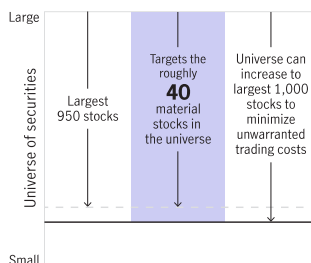 Large
Universe of securities
Largest
950 stocks
Targets the
roughly
40
material
stocks in
the universe
Universe can
increase to
largest 1,000
stocks to
minimize
unwarranted
trading costs
Small